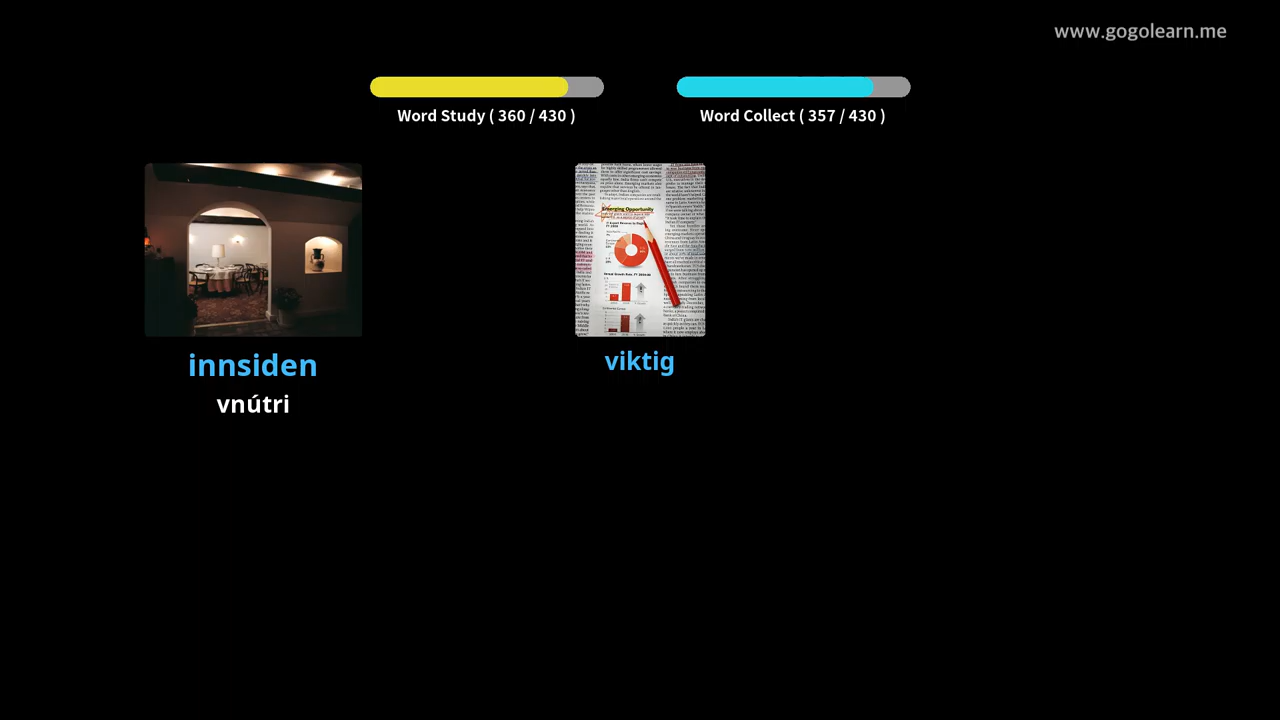 www.gogolearn.me
Word Study ( 360 / 430 )
Word Collect ( 357 / 430 )
Emerging Opportunity
innsiden
viktig
vnútri